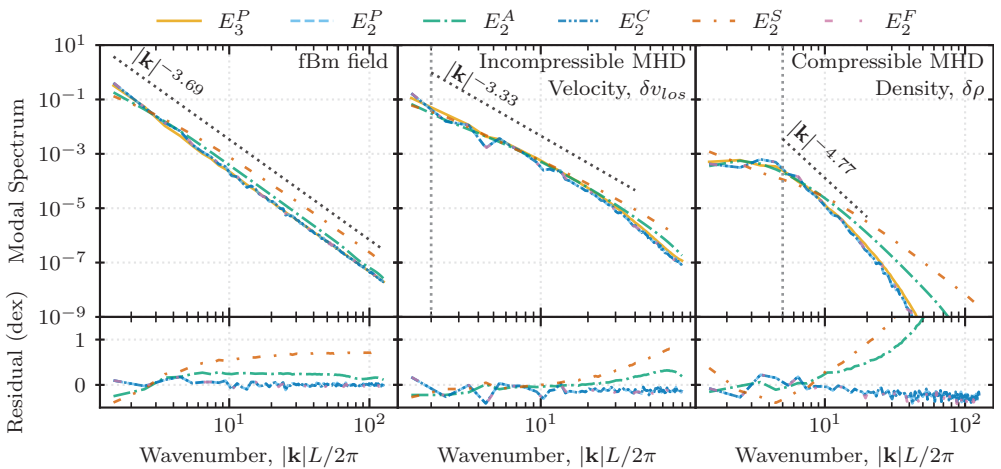 E_3^P E_2^P E_2^A E_2^C E_2^S E_2^F
10^1
10^{-1}
10^{-3}
10^{-5}
10^{-7}
10^{-9}
Modal Spectrum
|k|^{-3.69}
fBm field
|k|^{-3.33}
Incompressible MHD
Velocity, δv_{los}
|k|^{-4.77}
Compressible MHD
Density, δρ
Residual (dex)
1
0
10^1 10^2
10^1
10^1 10^2
Wavenumber, |k|L/2π
Wavenumber, |k|L/2π
Wavenumber, |k|L/2π